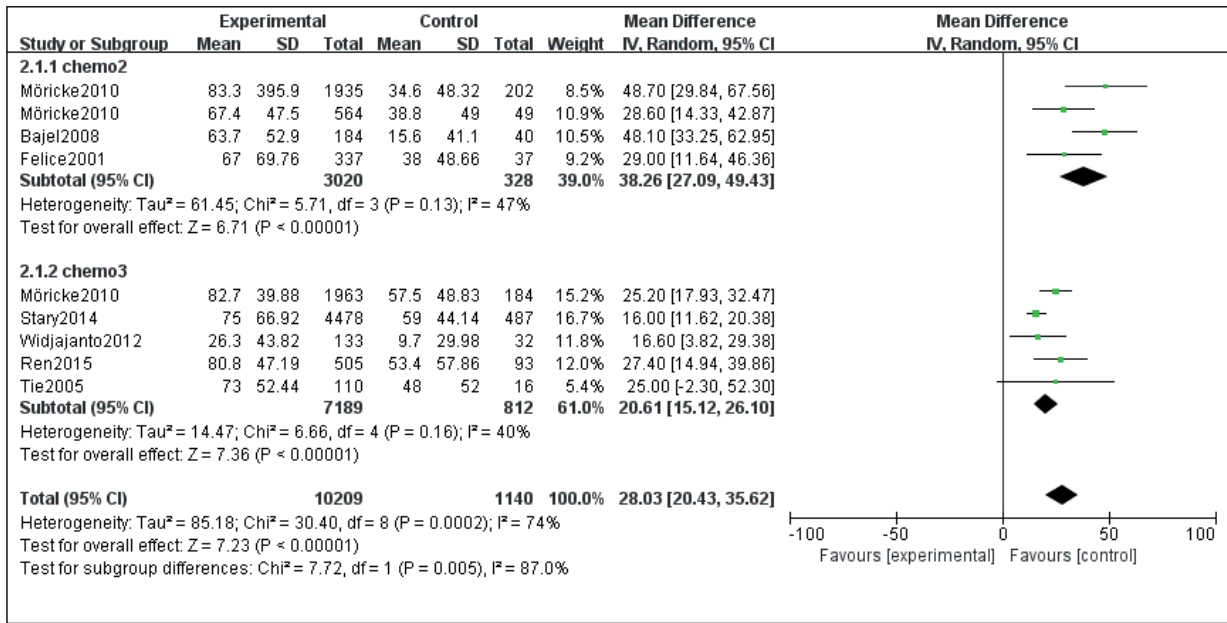 Experimental Control Mean Difference Mean Difference
Study or Subgroup Mean SD Total Mean SD Total Weight IV, Random, 95% CI IV, Random, 95% CI
2.1.1 chemo2
Möricke2010 83.3 395.9 1935 34.6 48.32 202 8.5% 48.70 [29.84, 67.56]
Möricke2010 67.4 47.5 564 38.8 49 49 10.9% 28.60 [14.33, 42.87]
Bajel2008 63.7 52.9 184 15.6 41.1 40 10.5% 48.10 [33.25, 62.95]
Felice2001 67 69.76 337 38 48.66 37 9.2% 29.00 [11.64, 46.36]
Subtotal (95% CI) 3020 328 39.0% 38.26 [27.09, 49.43]
Heterogeneity: Tau² = 61.45; Chi² = 5.71, df = 3 (P = 0.13); I² = 47%
Test for overall effect: Z = 6.71 (P < 0.00001)
2.1.2 chemo3
Möricke2010 82.7 39.88 1963 57.5 48.83 184 15.2% 25.20 [17.93, 32.47]
Stary2014 75 66.92 4478 59 44.14 487 16.7% 16.00 [11.62, 20.38]
Widjajanto2012 26.3 43.82 133 9.7 29.98 32 11.8% 16.60 [3.82, 29.38]
Ren2015 80.8 47.19 505 53.4 57.86 93 12.0% 27.40 [14.94, 39.86]
Tie2005 73 52.44 110 48 52 16 5.4% 25.00 [-2.30, 52.30]
Subtotal (95% CI) 7189 812 61.0% 20.61 [15.12, 26.10]
Heterogeneity: Tau² = 14.47; Chi² = 6.66, df = 4 (P = 0.16); I² = 40%
Test for overall effect: Z = 7.36 (P < 0.00001)
Total (95% CI) 10209 1140 100.0% 28.03 [20.43, 35.62]
Heterogeneity: Tau² = 85.18; Chi² = 30.40, df = 8 (P = 0.0002); I² = 74%
Test for overall effect: Z = 7.23 (P < 0.00001)
Test for subgroup differences: Chi² = 7.72, df = 1 (P = 0.005), I² = 87.0%
-100 -50 0 50 100
Favours [experimental] Favours [control]